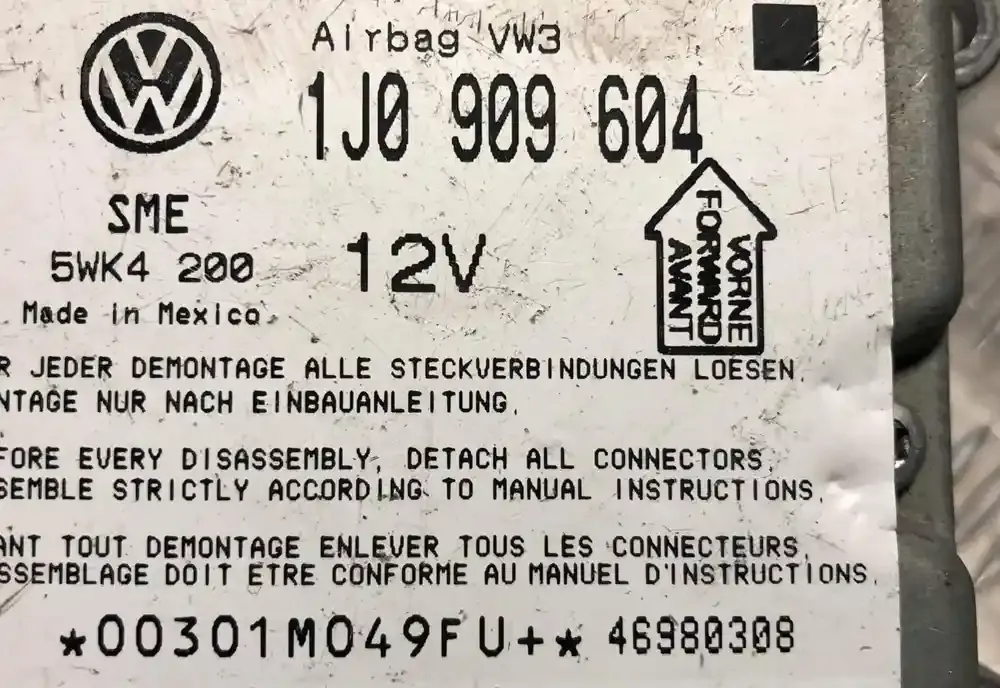 Airbag VW3
1J0 909 604
SME
5WK4 200
12V
VORNE
FORWARD
AVANT
Made in Mexico
R JEDER DEMONTAGE ALLE STECKVERBINDUNGEN LOESEN.
NTAGE NUR NACH EINBAUANLEITUNG.
FORE EVERY DISASSEMBLY, DETACH ALL CONNECTORS.
SEMBLE STRICTLY ACCORDING TO MANUAL INSTRUCTIONS.
ANT TOUT DEMONTAGE ENLEVER TOUS LES CONNECTEURS.
SSEMBLAGE DOIT ETRE CONFORME AU MANUEL D'INSTRUCTIONS.
*00301M049FU+* 46980308